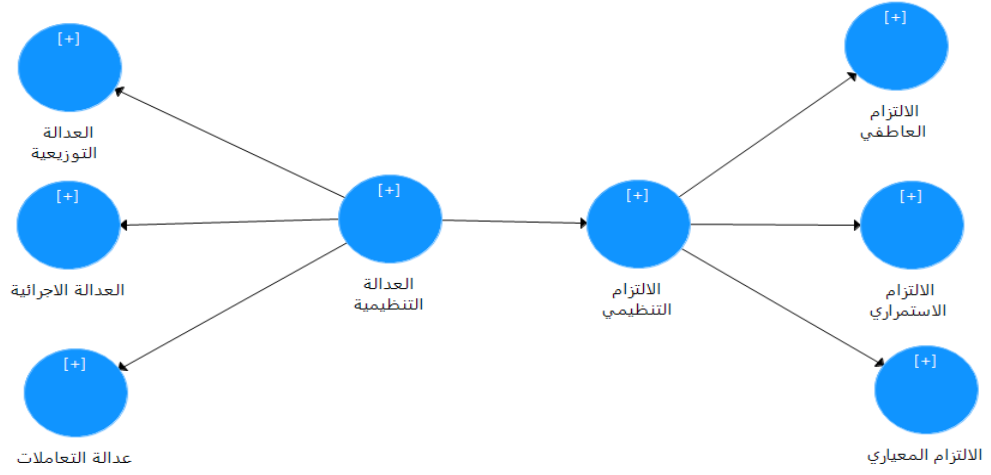 [+]
العدالة
التوزيعية
[+]
العدالة الاجرائية
[+]
عدالة التعاملات
[+]
العدالة
التنظيمية
[+]
الالتزام
التنظيمي
[+]
الالتزام
العاطفي
[+]
الالتزام
الاستمراري
[+]
الالتزام المعياري